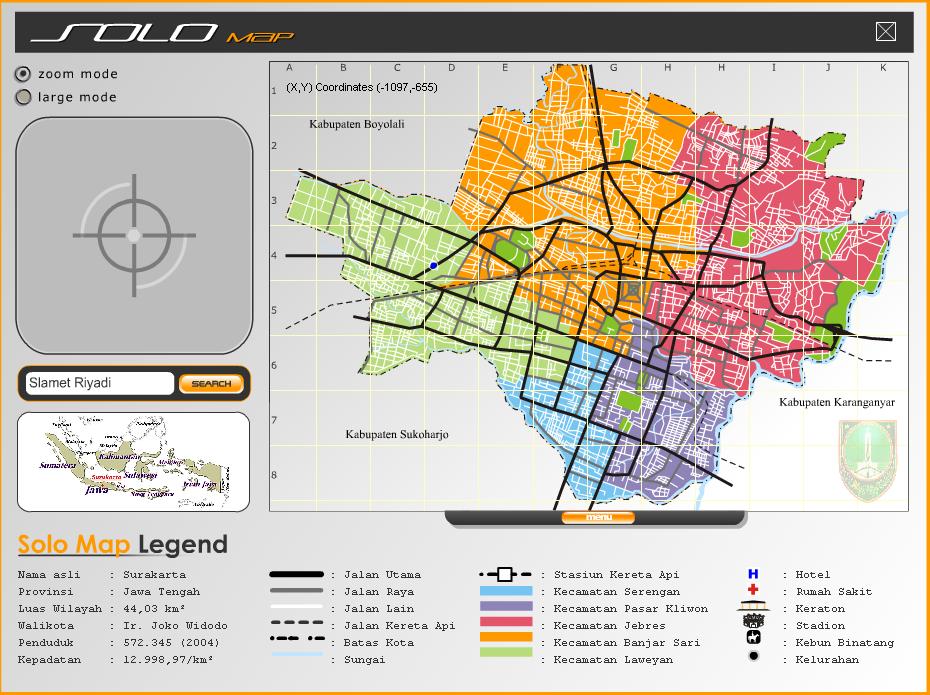 SOLO MAP
zoom mode
large mode
A B C D E G H H I J K
(X,Y) Coordinates (-1097,-655)
1
Kabupaten Boyolali
2
3
4
5
6
7
8
Kabupaten Karanganyar
Kabupaten Sukoharjo
Slamet Riyadi
SEARCH
Kalimantan
Sumatera
Sulawesi
Surakarta
Irian Jaya
Jawa
menu
Solo Map Legend
Nama asli : Surakarta
Provinsi : Jawa Tengah
Luas Wilayah : 44,03 km²
Walikota : Ir. Joko Widodo
Penduduk : 572.345 (2004)
Kepadatan : 12.998,97/km²
: Jalan Utama
: Jalan Raya
: Jalan Lain
: Jalan Kereta Api
: Batas Kota
: Sungai
: Stasiun Kereta Api
: Kecamatan Serengan
: Kecamatan Pasar Kliwon
: Kecamatan Jebres
: Kecamatan Banjar Sari
: Kecamatan Laweyan
H : Hotel
: Rumah Sakit
: Keraton
: Stadion
: Kebun Binatang
: Kelurahan